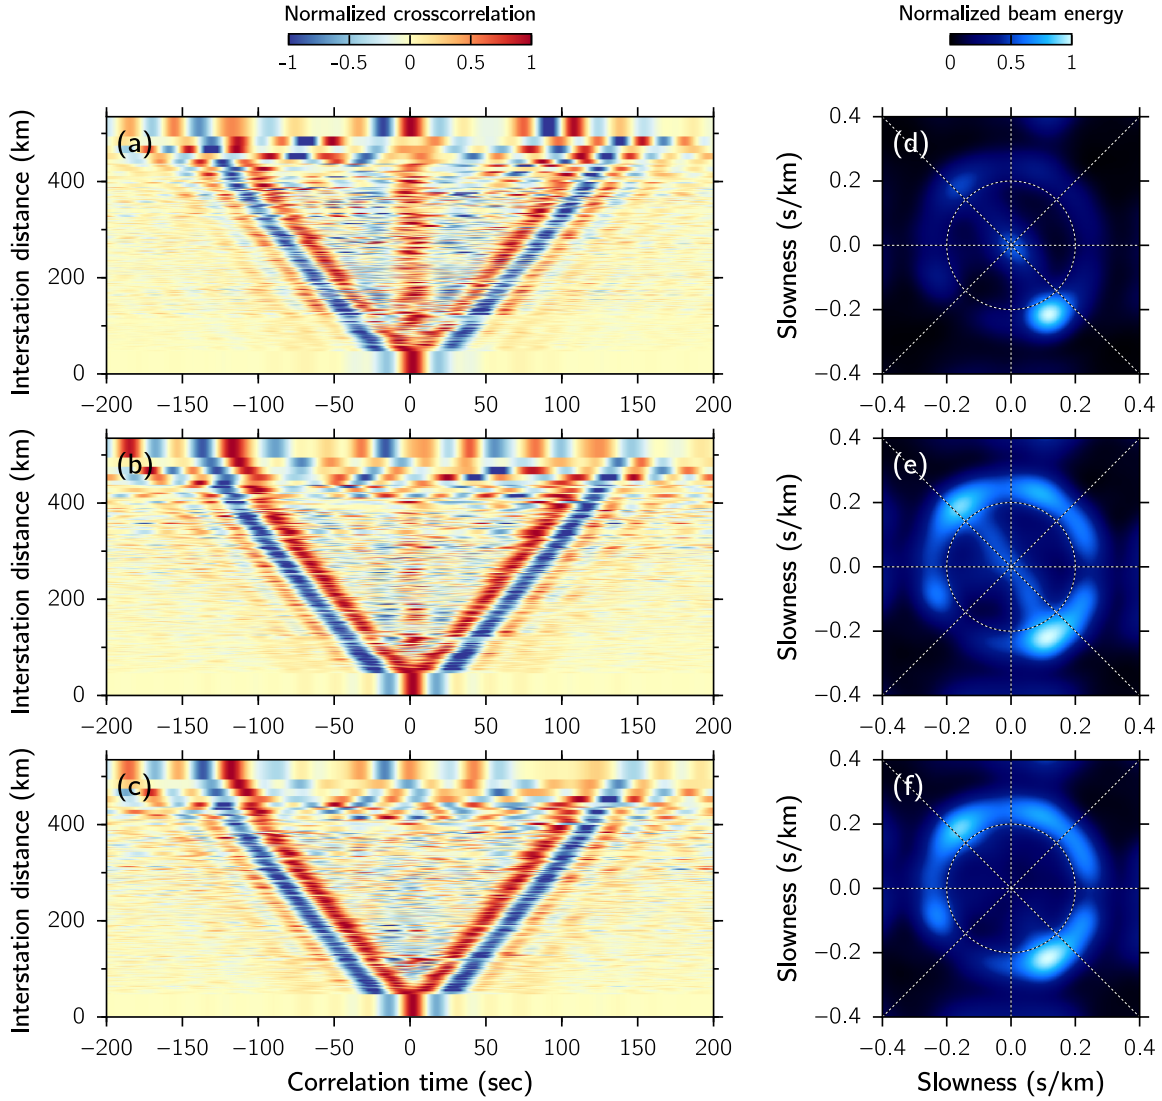 Normalized crosscorrelation
-1 -0.5 0 0.5 1
Normalized beam energy
0 1
(a)
Interstation distance (km)
400
200
0
−200 −150 −100 −50 0 50 100 150 200
(d)
Slowness (s/km)
0.4
0.2
0.0
−0.2
−0.4
−0.4 −0.2 0.0 0.2 0.4
(b)
Interstation distance (km)
400
200
0
−200 −150 −100 −50 0 50 100 150 200
(e)
Slowness (s/km)
0.4
0.2
0.0
−0.2
−0.4
−0.4 −0.2 0.0 0.2 0.4
(c)
Interstation distance (km)
400
200
0
−200 −150 −100 −50 0 50 100 150 200
Correlation time (sec)
(f)
Slowness (s/km)
0.4
0.2
0.0
−0.2
−0.4
−0.4 −0.2 0.0 0.2 0.4
Slowness (s/km)